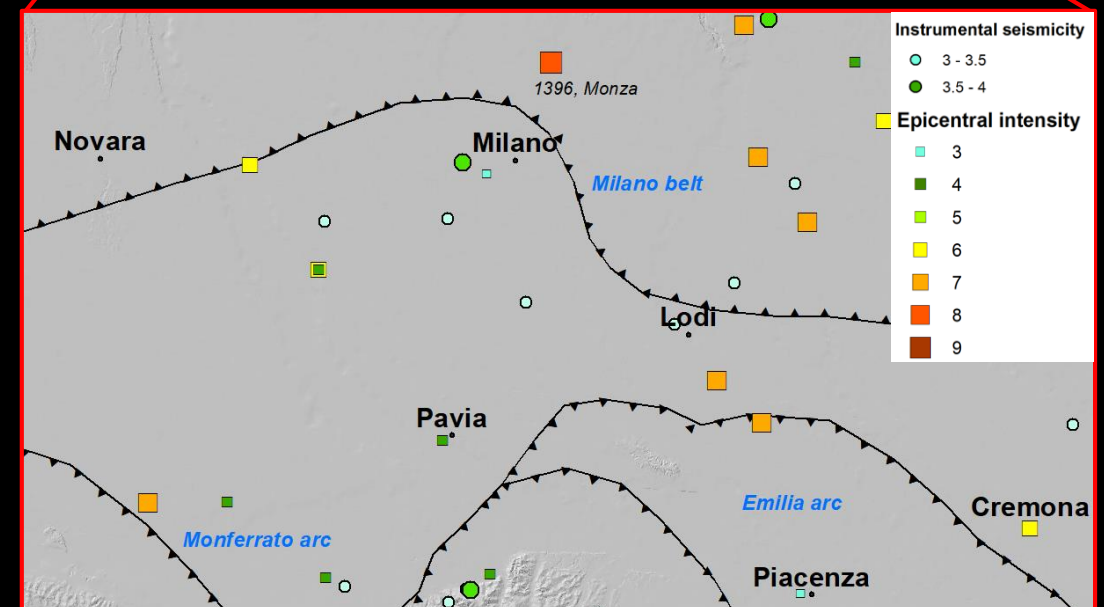 Instrumental seismicity
3 - 3.5
3.5 - 4
Epicentral intensity
3
4
5
6
7
8
9
1396, Monza
Novara
Milano
Milano belt
Lodi
Pavia
Emilia arc
Cremona
Monferrato arc
Piacenza